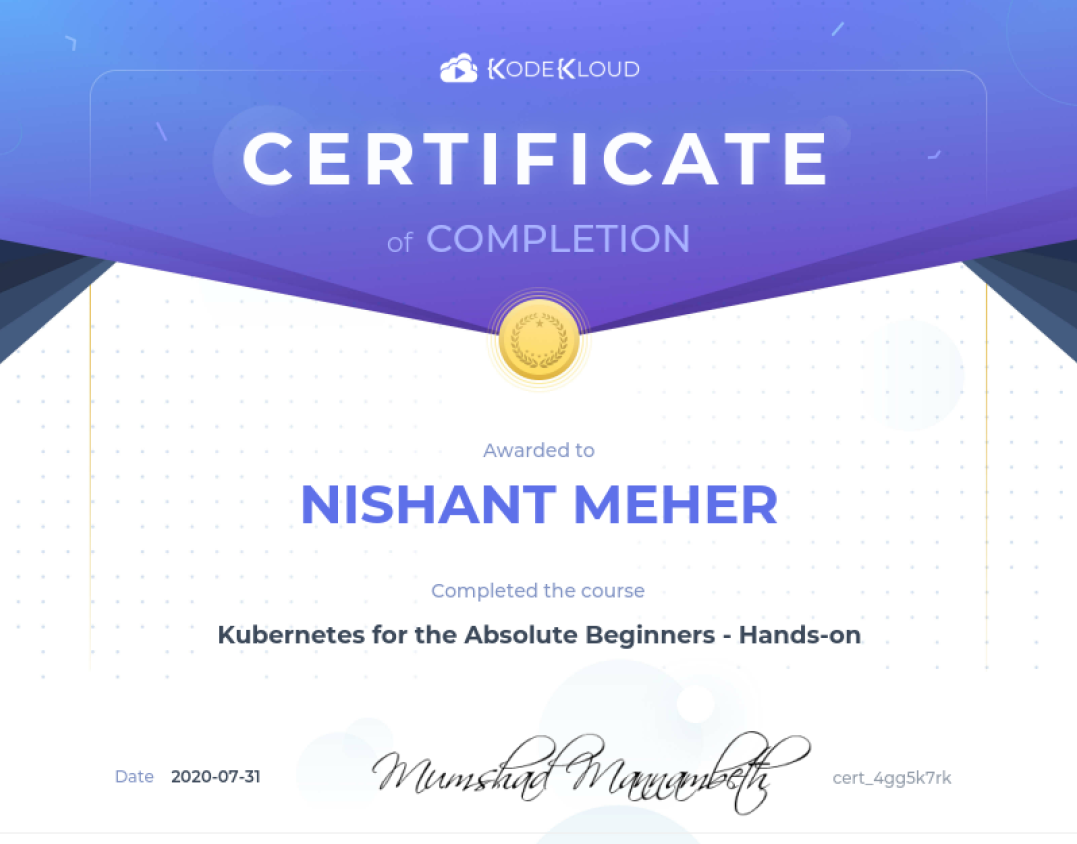 KODEKLOUD
CERTIFICATE
of COMPLETION
Awarded to
NISHANT MEHER
Completed the course
Kubernetes for the Absolute Beginners - Hands-on
Date 2020-07-31
Mumshad Mannambeth
cert_4gg5k7rk